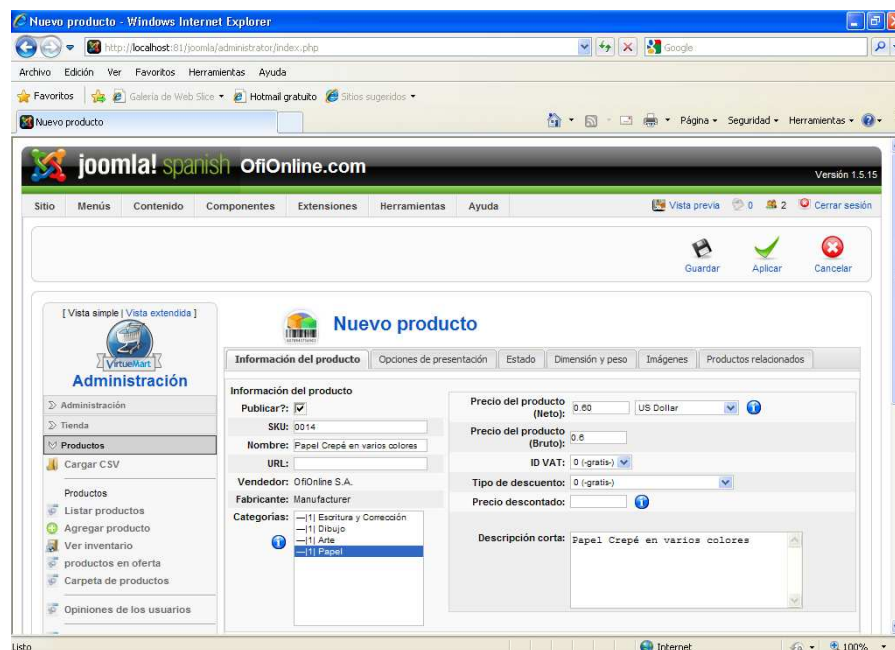 Nuevo producto - Windows Internet Explorer
http://localhost:81/joomla/administrator/index.php
Google
Archivo Edición Ver Favoritos Herramientas Ayuda
Favoritos Galería de Web Slice Hotmail gratuito Sitios sugeridos
Nuevo producto Página Seguridad Herramientas
joomla! spanish OfiOnline.com
Versión 1.5.15
Sitio Menús Contenido Componentes Extensiones Herramientas Ayuda Vista previa 0 2 Cerrar sesión
Guardar Aplicar Cancelar
[ Vista simple | Vista extendida ]
VirtueMart
Administración
Administración
Tienda
Productos
Cargar CSV
Productos
Listar productos
Agregar producto
Ver inventario
productos en oferta
Carpeta de productos
Opiniones de los usuarios
Nuevo producto
Información del producto Opciones de presentación Estado Dimensión y peso Imágenes Productos relacionados
Información del producto
Publicar?:
SKU: 0014
Nombre: Papel Crepé en varios colores
URL:
Vendedor: OfiOnline S.A.
Fabricante: Manufacturer
Categorías: —|1| Escritura y Corrección
—|1| Dibujo
—|1| Arte
—|1| Papel
Precio del producto (Neto): 0.60 US Dollar
Precio del producto (Bruto): 0.6
ID VAT: 0 (-gratis-)
Tipo de descuento: 0 (-gratis-)
Precio descontado:
Descripción corta: Papel Crepé en varios colores
Listo Internet 100%